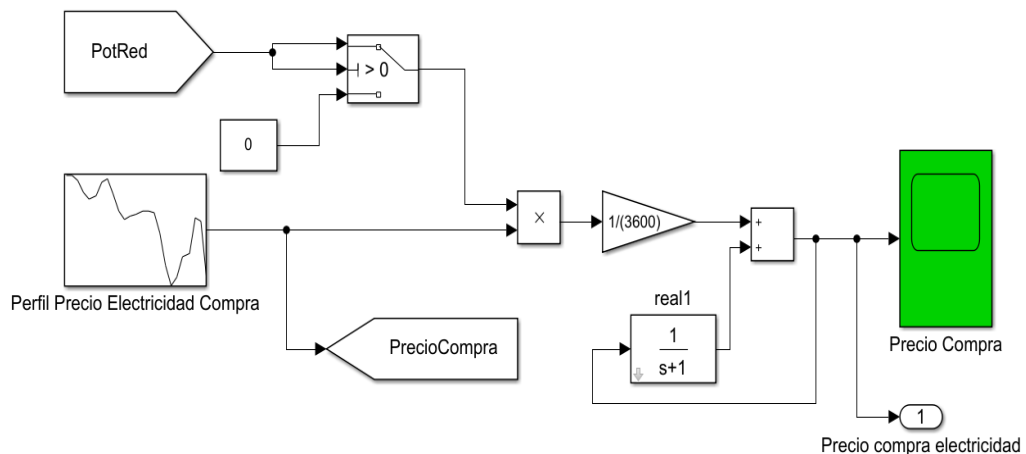 PotRed
> 0
0
Perfil Precio Electricidad Compra
PrecioCompra
×
1/(3600)
+
+
real1
1
s+1
Precio Compra
1
Precio compra electricidad